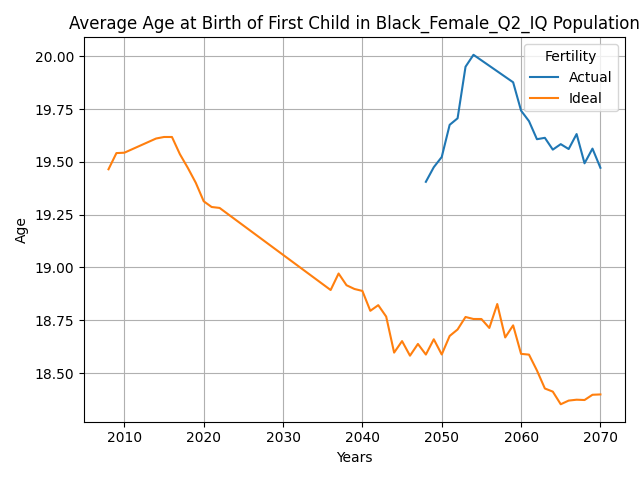 Average Age at Birth of First Child in Black_Female_Q2_IQ Population
Fertility
Actual
Ideal
20.00
19.75
19.50
19.25
19.00
18.75
18.50
Age
2010 2020 2030 2040 2050 2060 2070
Years